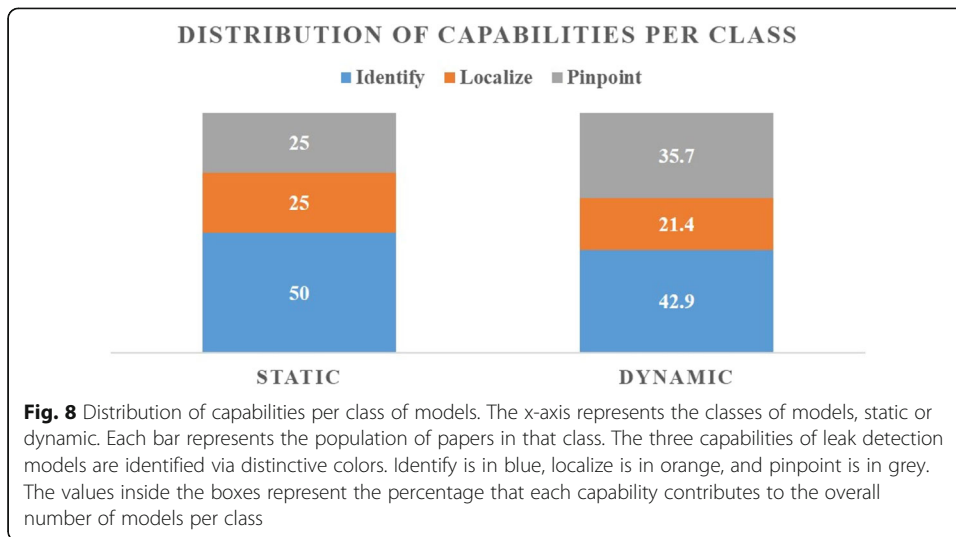 DISTRIBUTION OF CAPABILITIES PER CLASS
Identify Localize Pinpoint
25 35.7
25 21.4
50 42.9
STATIC DYNAMIC
Fig. 8 Distribution of capabilities per class of models. The x-axis represents the classes of models, static or
dynamic. Each bar represents the population of papers in that class. The three capabilities of leak detection
models are identified via distinctive colors. Identify is in blue, localize is in orange, and pinpoint is in grey.
The values inside the boxes represent the percentage that each capability contributes to the overall
number of models per class